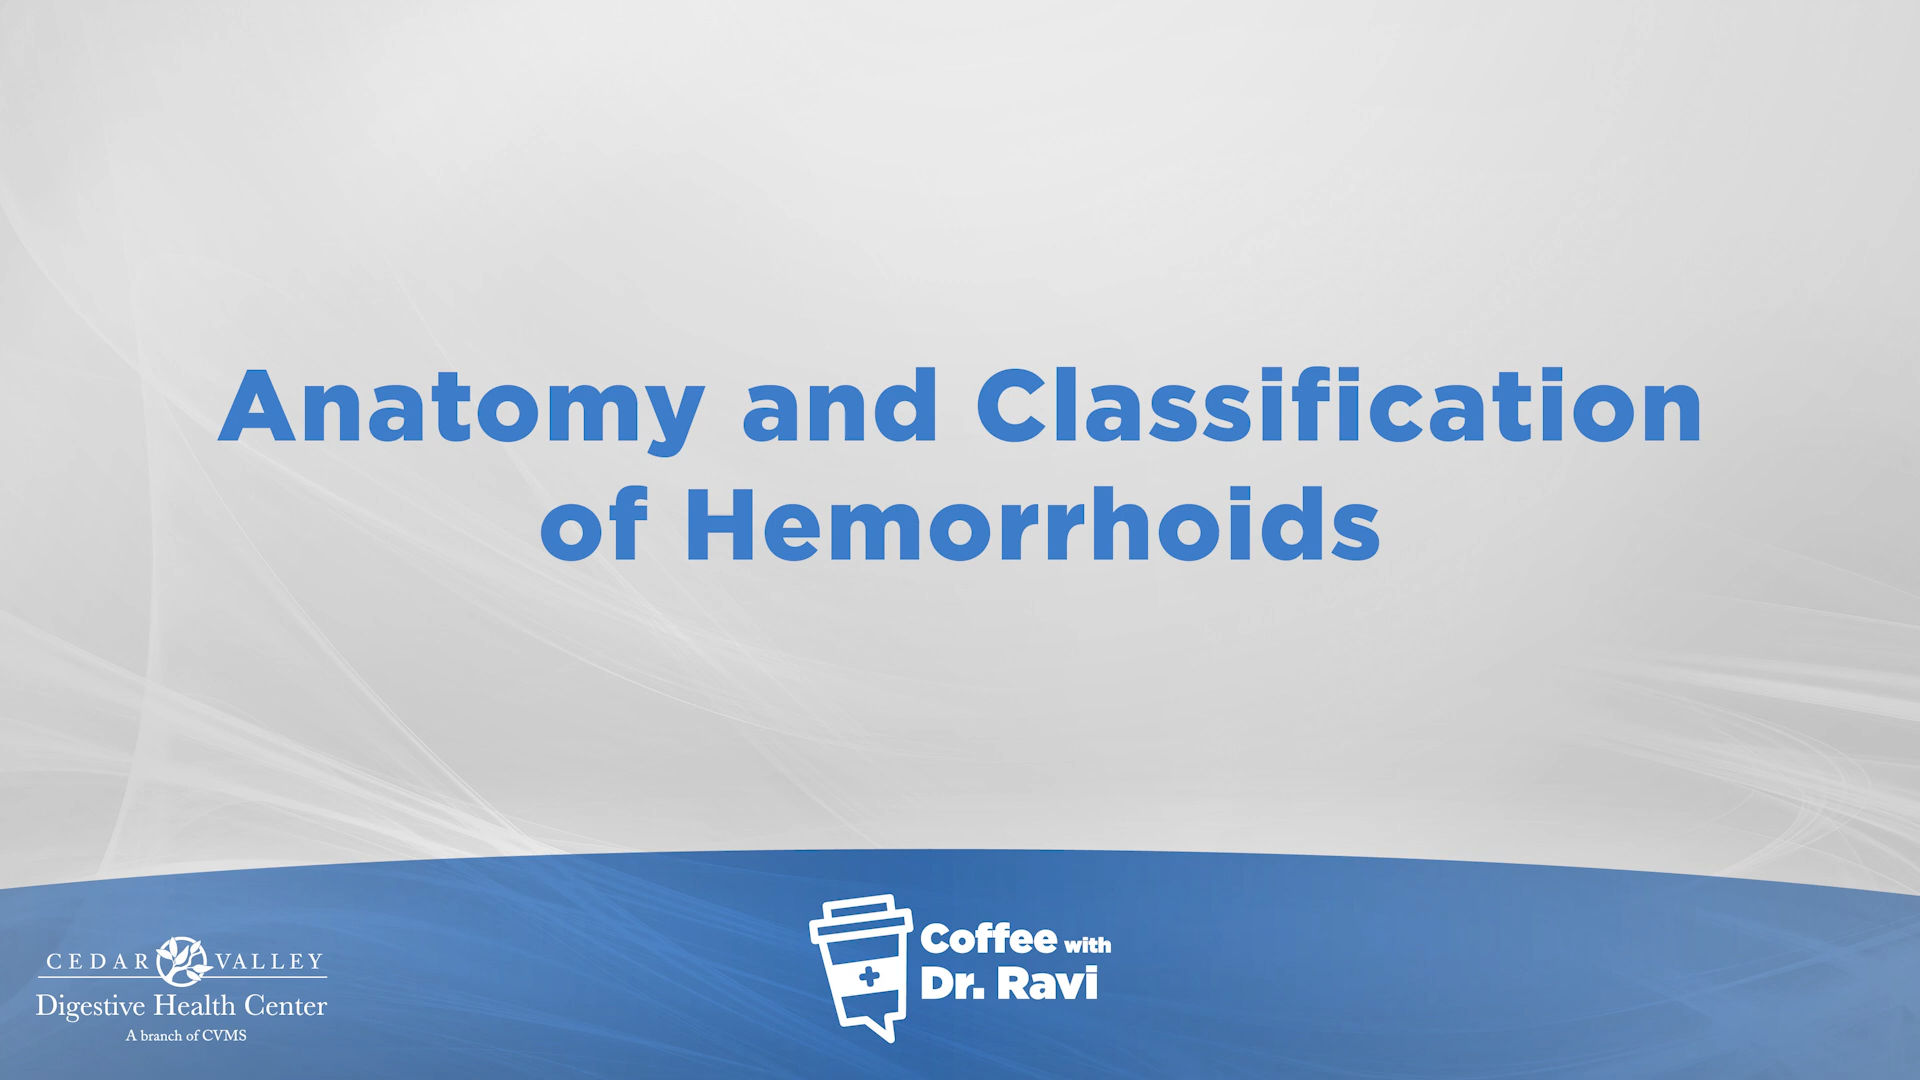 Anatomy and Classification
of Hemorrhoids
CEDAR VALLEY
Digestive Health Center
A branch of CVMS
Coffee with
Dr. Ravi